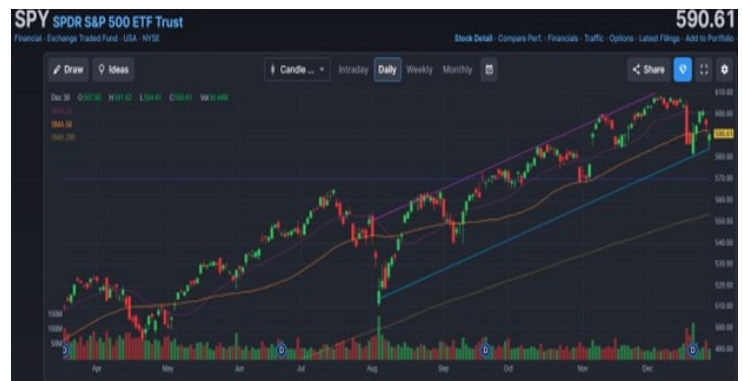 SPY SPDR S&P 500 ETF Trust 590.61
Financial · Exchange Traded Fund · USA · NYSE Stock Detail · Compare Perf. · Financials · Traffic · Options · Latest Filings · Add to Portfolio
Draw Ideas Candle ... Intraday Daily Weekly Monthly Share
Dec 30 Vol
SMA 50
SMA 200
610.00
600.00
590.61
580.00
570.00
560.00
550.00
540.00
530.00
520.00
510.00
500.00
490.00
150M
100M
50M
D D D D
Apr May Jun Jul Aug Sep Oct Nov Dec